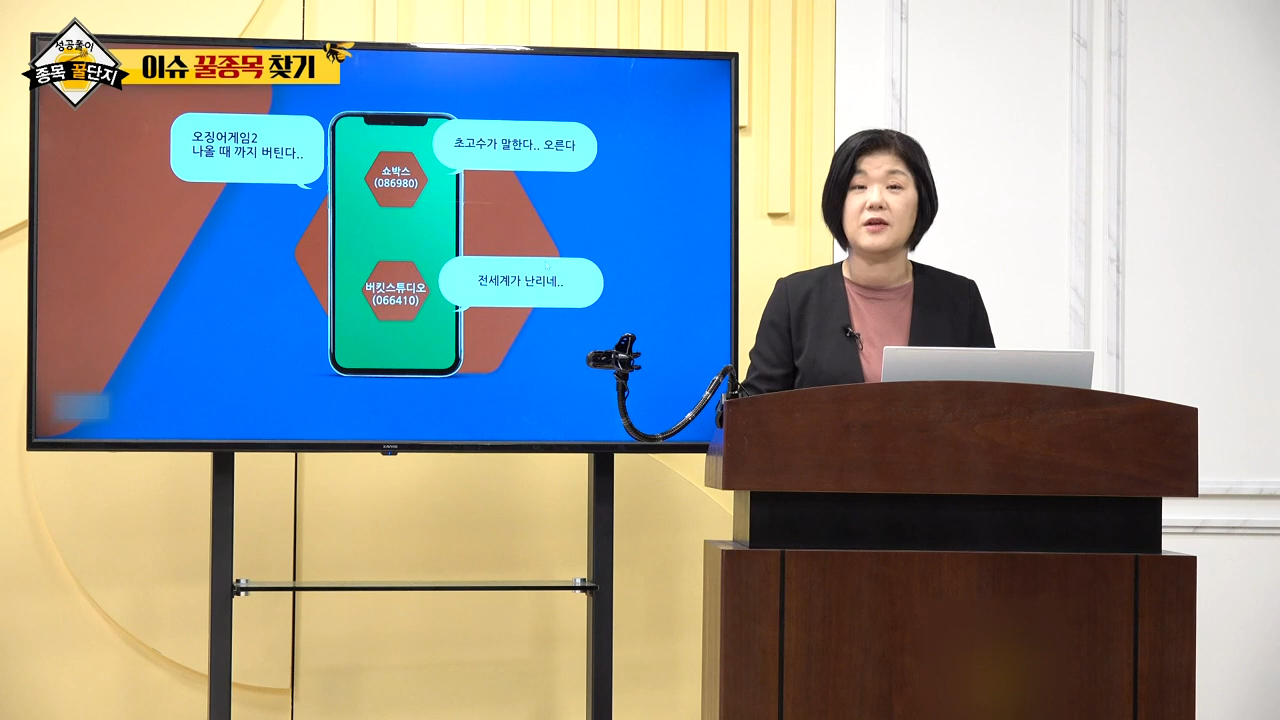 성공풀이
종목 꿀단지
이슈 꿀종목 찾기
오징어게임2
나올 때 까지 버틴다..
초고수가 말한다.. 오른다
쇼박스
(086980)
버킷스튜디오
(066410)
전세계가 난리네..